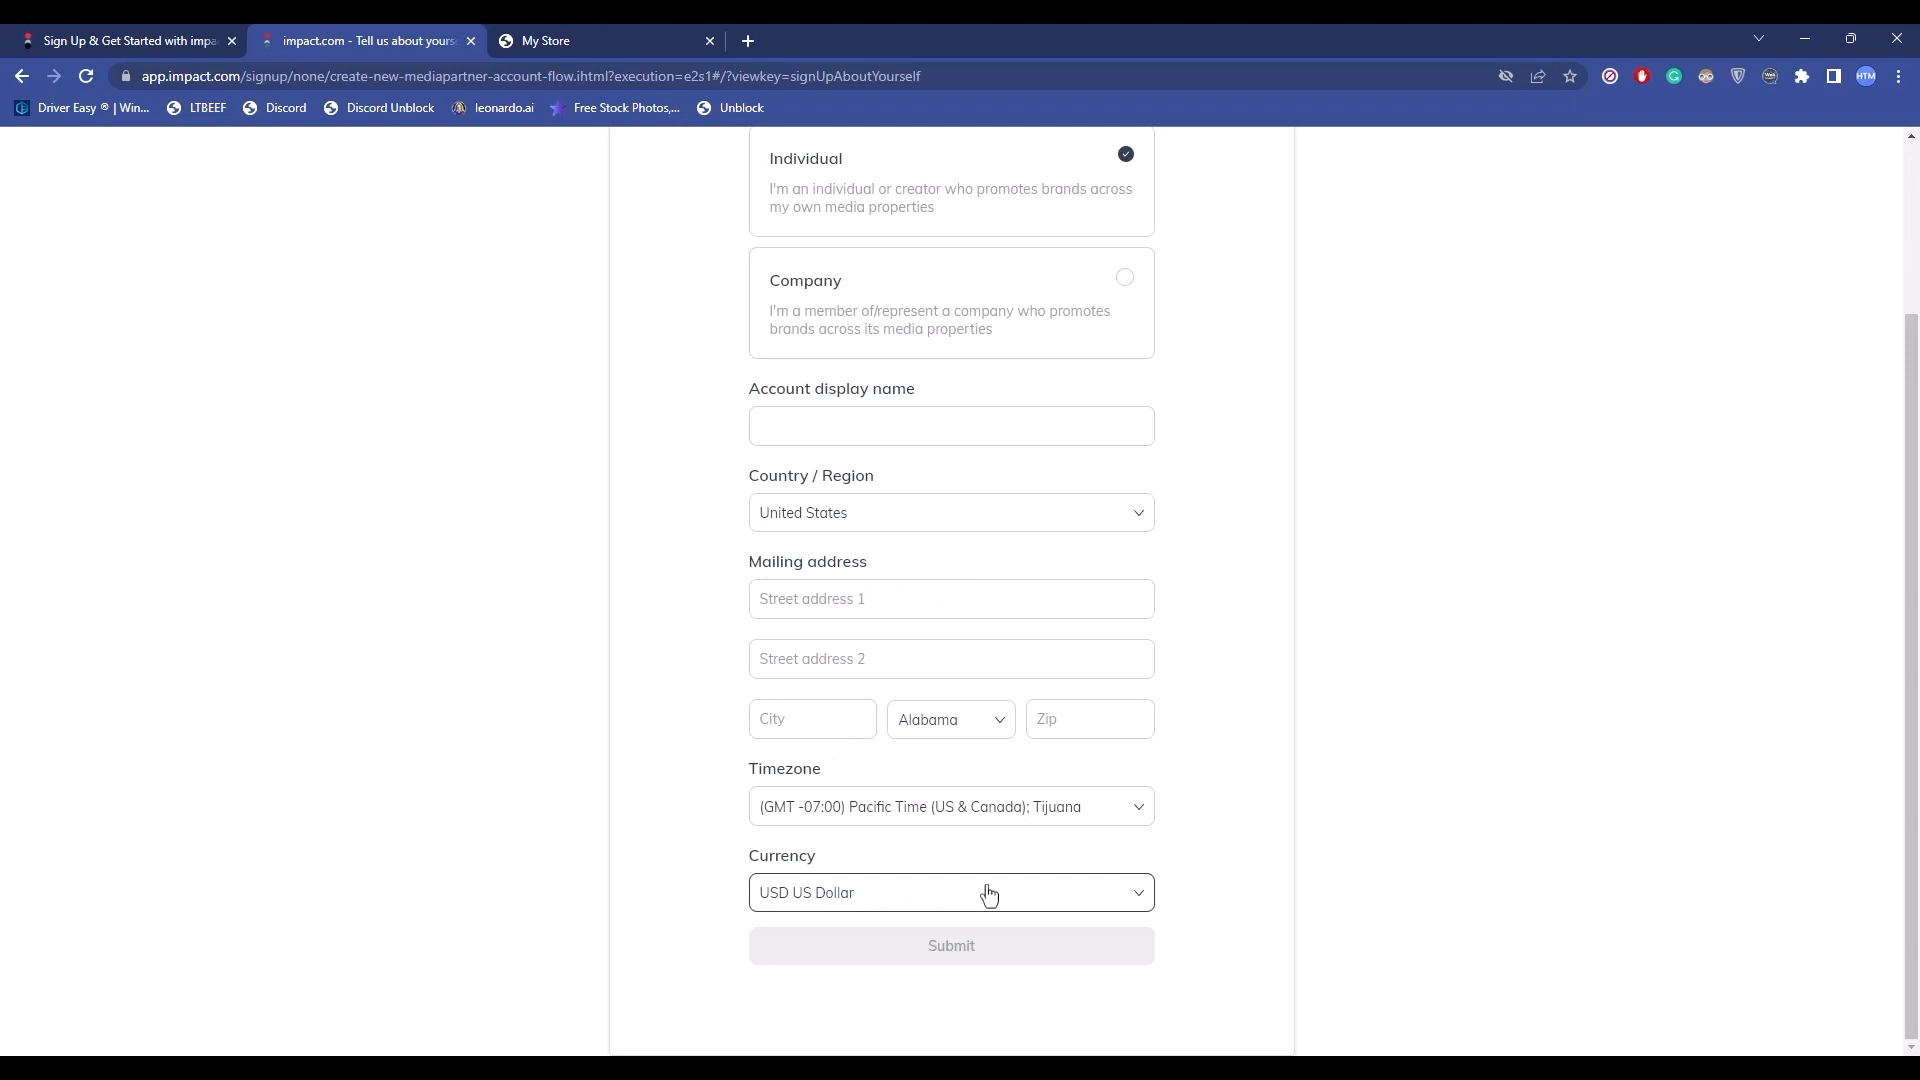 Sign Up & Get Started with impa
impact.com - Tell us about yours
My Store
app.impact.com/signup/none/create-new-mediapartner-account-flow.ihtml?execution=e2s1#/?viewkey=signUpAboutYourself
HTM
Driver Easy ® | Win...
LTBEEF
Discord
Discord Unblock
leonardo.ai
Free Stock Photos,...
Unblock
Individual
I'm an individual or creator who promotes brands across
my own media properties
Company
I'm a member of/represent a company who promotes
brands across its media properties
Account display name
Country / Region
United States
Mailing address
Street address 1
Street address 2
City
Alabama
Zip
Timezone
(GMT -07:00) Pacific Time (US & Canada); Tijuana
Currency
USD US Dollar
Submit